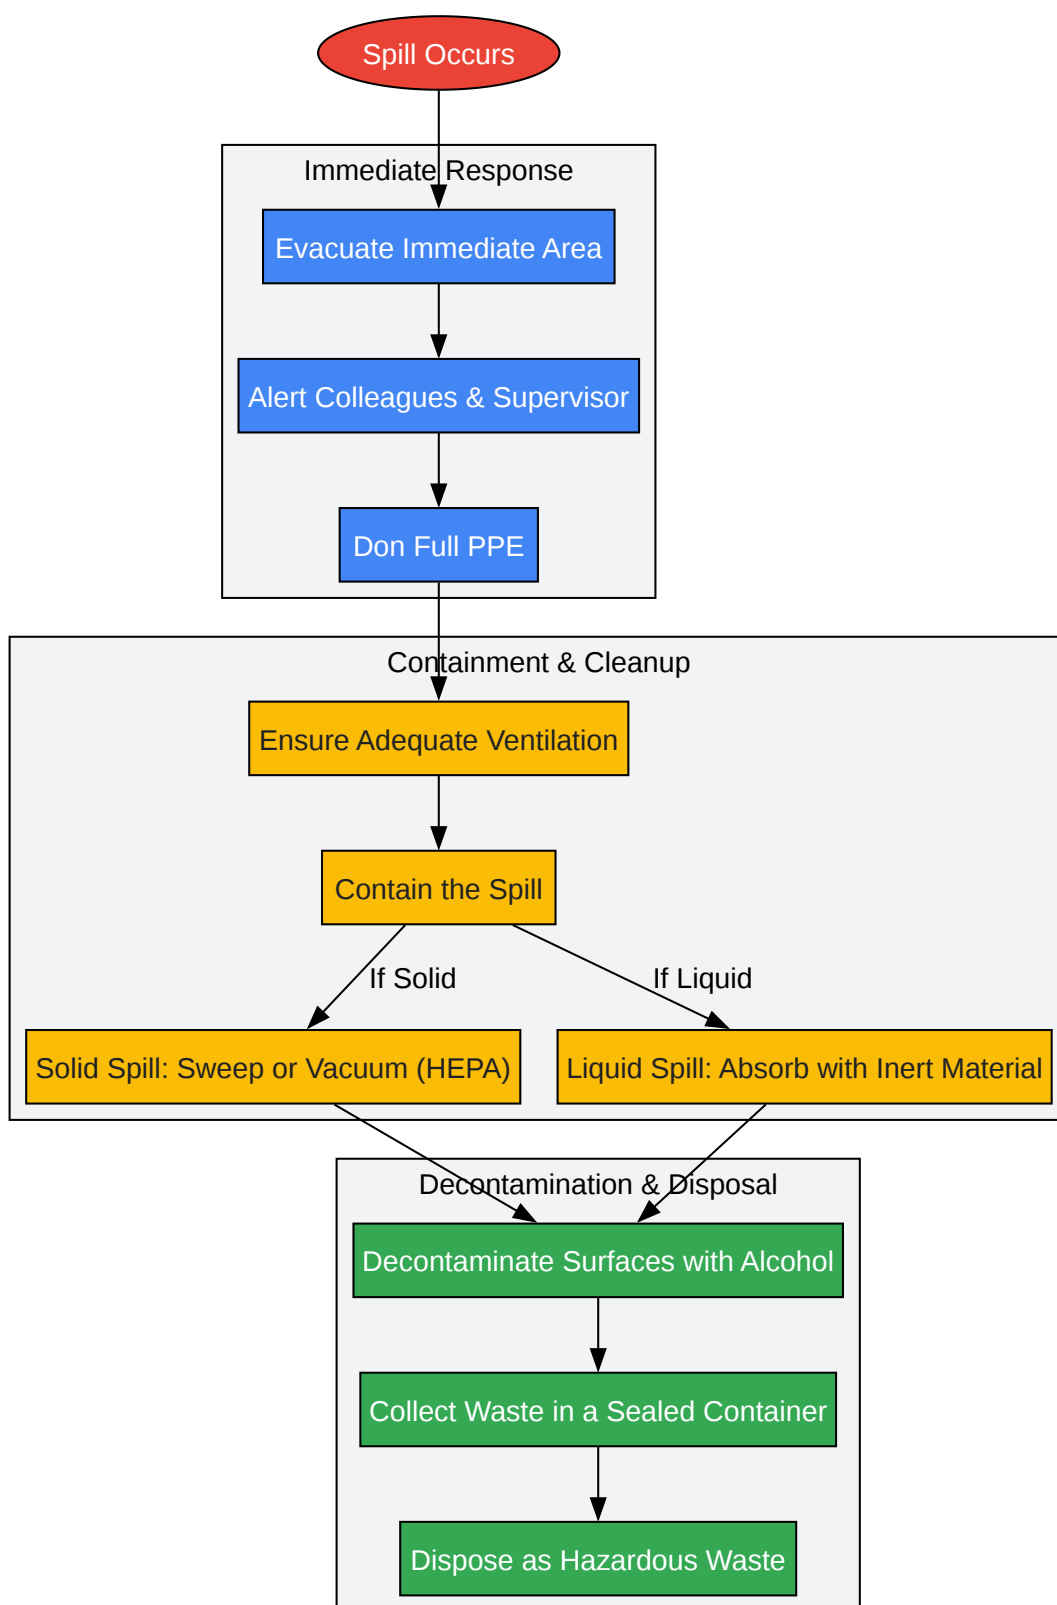 Spill Occurs
Immediate Response
Evacuate Immediate Area
Alert Colleagues & Supervisor
Don Full PPE
Containment & Cleanup
Ensure Adequate Ventilation
Contain the Spill
If Solid
If Liquid
Solid Spill: Sweep or Vacuum (HEPA)
Liquid Spill: Absorb with Inert Material
Decontamination & Disposal
Decontaminate Surfaces with Alcohol
Collect Waste in a Sealed Container
Dispose as Hazardous Waste